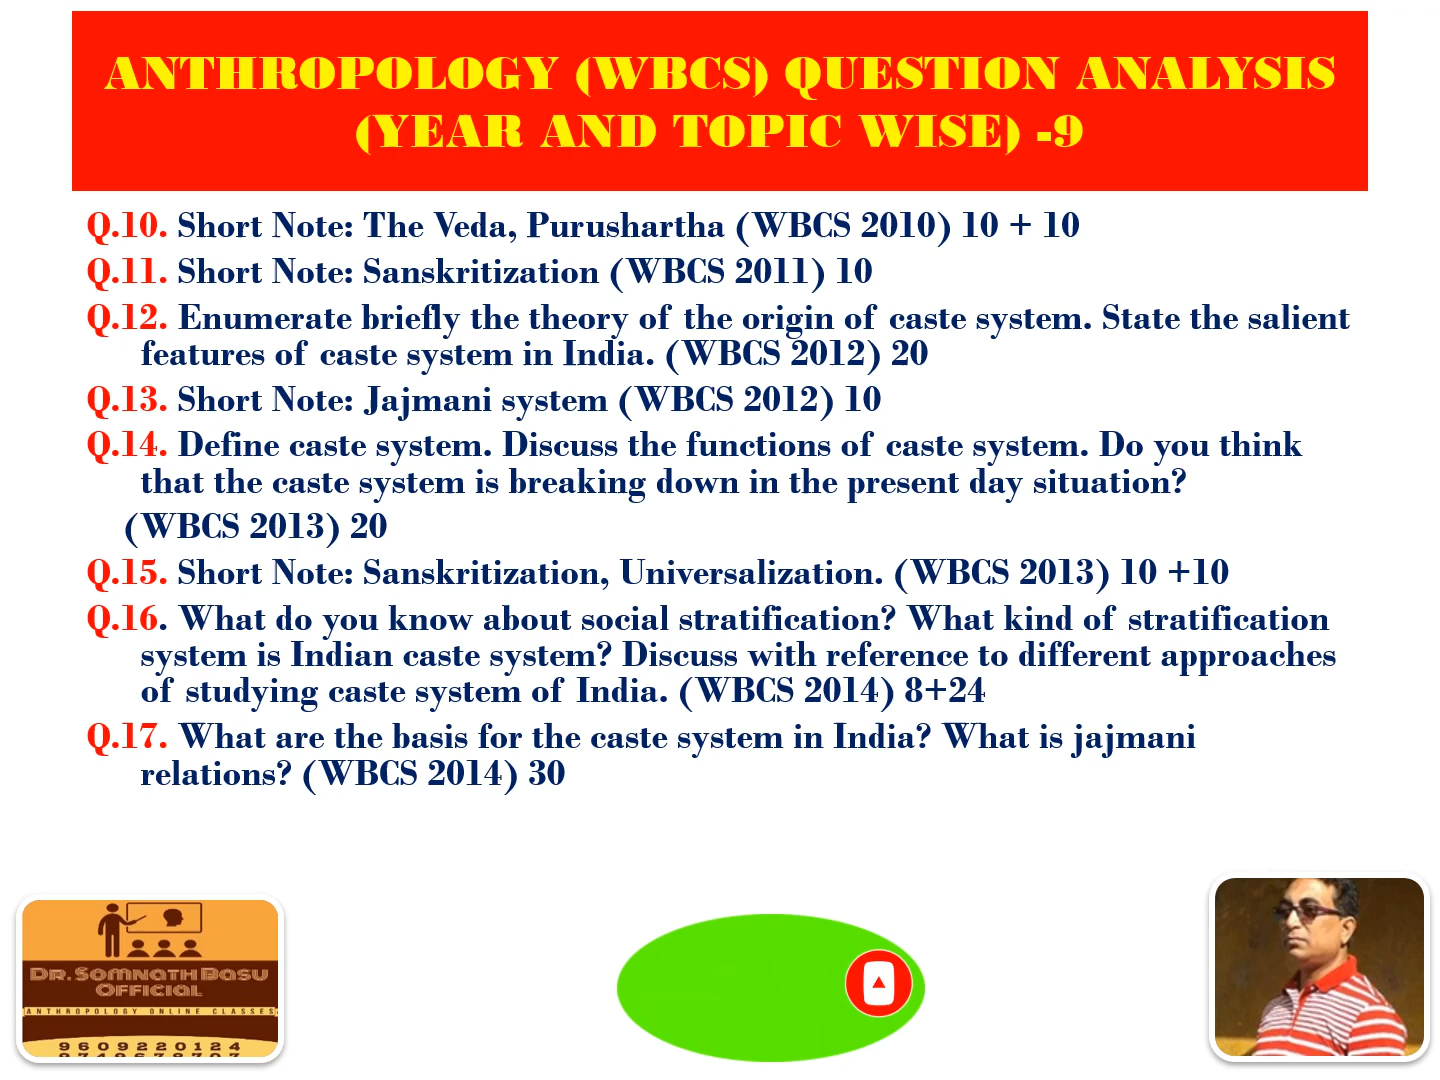 ANTHROPOLOGY (WBCS) QUESTION ANALYSIS
(YEAR AND TOPIC WISE) -9
Q.10. Short Note: The Veda, Purushartha (WBCS 2010) 10 + 10
Q.11. Short Note: Sanskritization (WBCS 2011) 10
Q.12. Enumerate briefly the theory of the origin of caste system. State the salient
features of caste system in India. (WBCS 2012) 20
Q.13. Short Note: Jajmani system (WBCS 2012) 10
Q.14. Define caste system. Discuss the functions of caste system. Do you think
that the caste system is breaking down in the present day situation?
(WBCS 2013) 20
Q.15. Short Note: Sanskritization, Universalization. (WBCS 2013) 10 +10
Q.16. What do you know about social stratification? What kind of stratification
system is Indian caste system? Discuss with reference to different approaches
of studying caste system of India. (WBCS 2014) 8+24
Q.17. What are the basis for the caste system in India? What is jajmani
relations? (WBCS 2014) 30
DR. SOMNATH BASU
OFFICIAL
ANTHROPOLOGY ONLINE CLASSES
9609220124